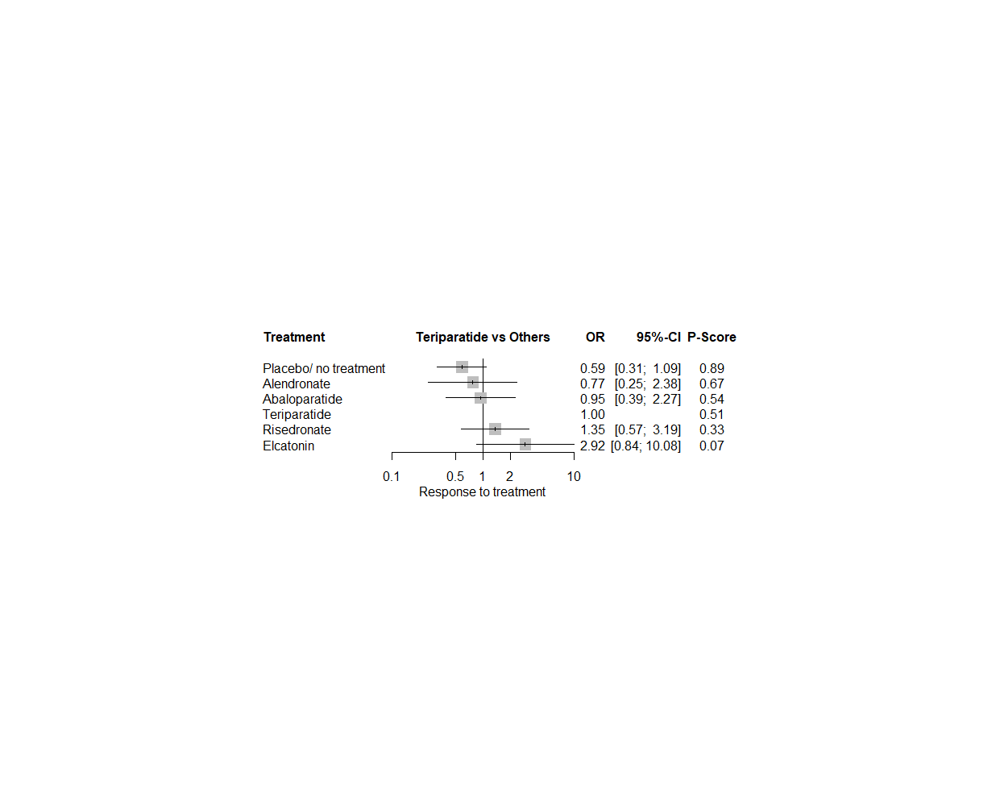 Treatment Teriparatide vs Others OR 95%-CI P-Score
Placebo/ no treatment 0.59 [0.31; 1.09] 0.89
Alendronate 0.77 [0.25; 2.38] 0.67
Abaloparatide 0.95 [0.39; 2.27] 0.54
Teriparatide 1.00 0.51
Risedronate 1.35 [0.57; 3.19] 0.33
Elcatonin 2.92 [0.84; 10.08] 0.07
0.1 0.5 1 2 10
Response to treatment